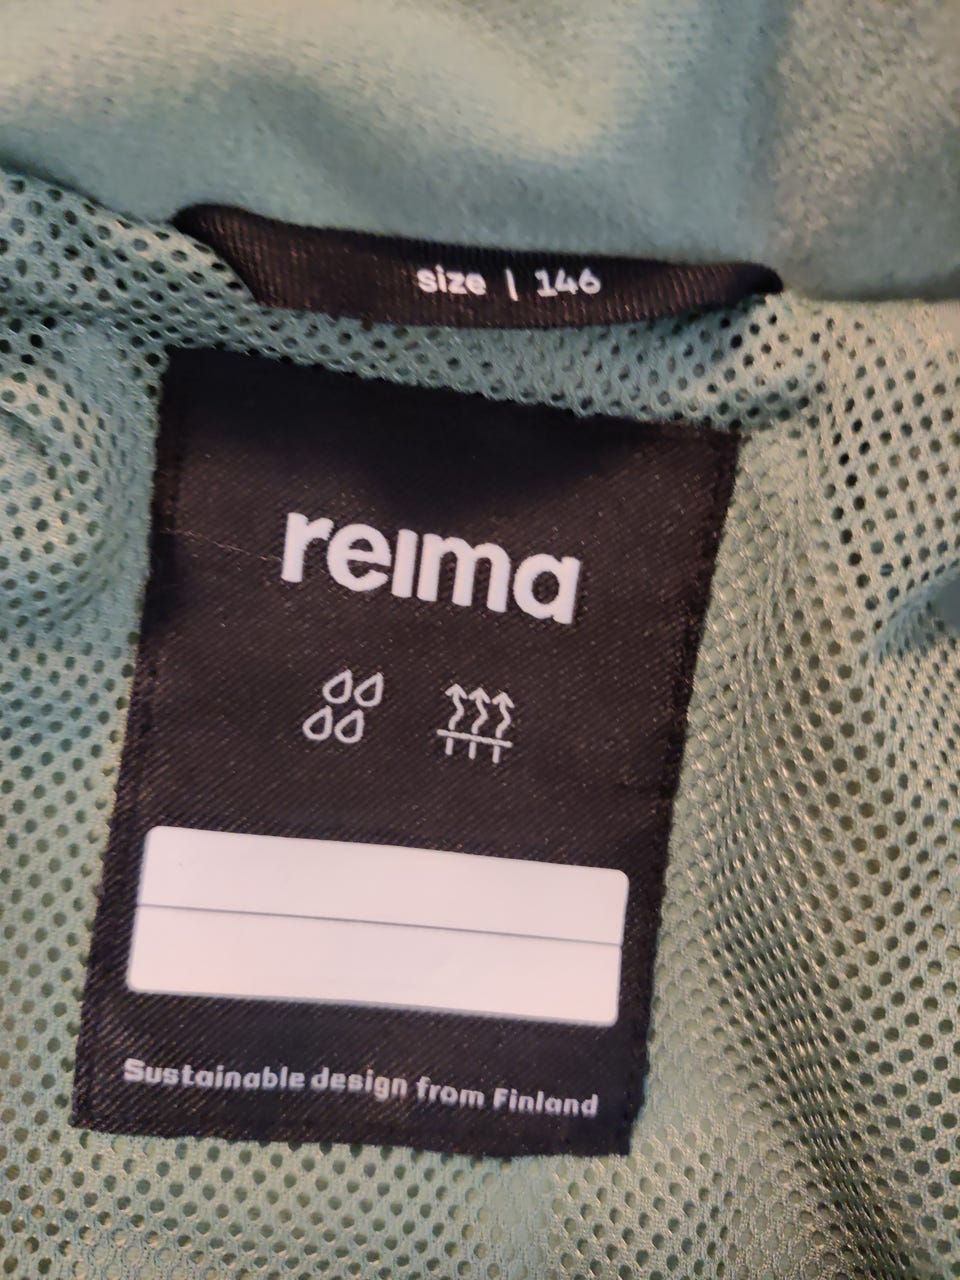 size | 146
reima
Sustainable design from Finland